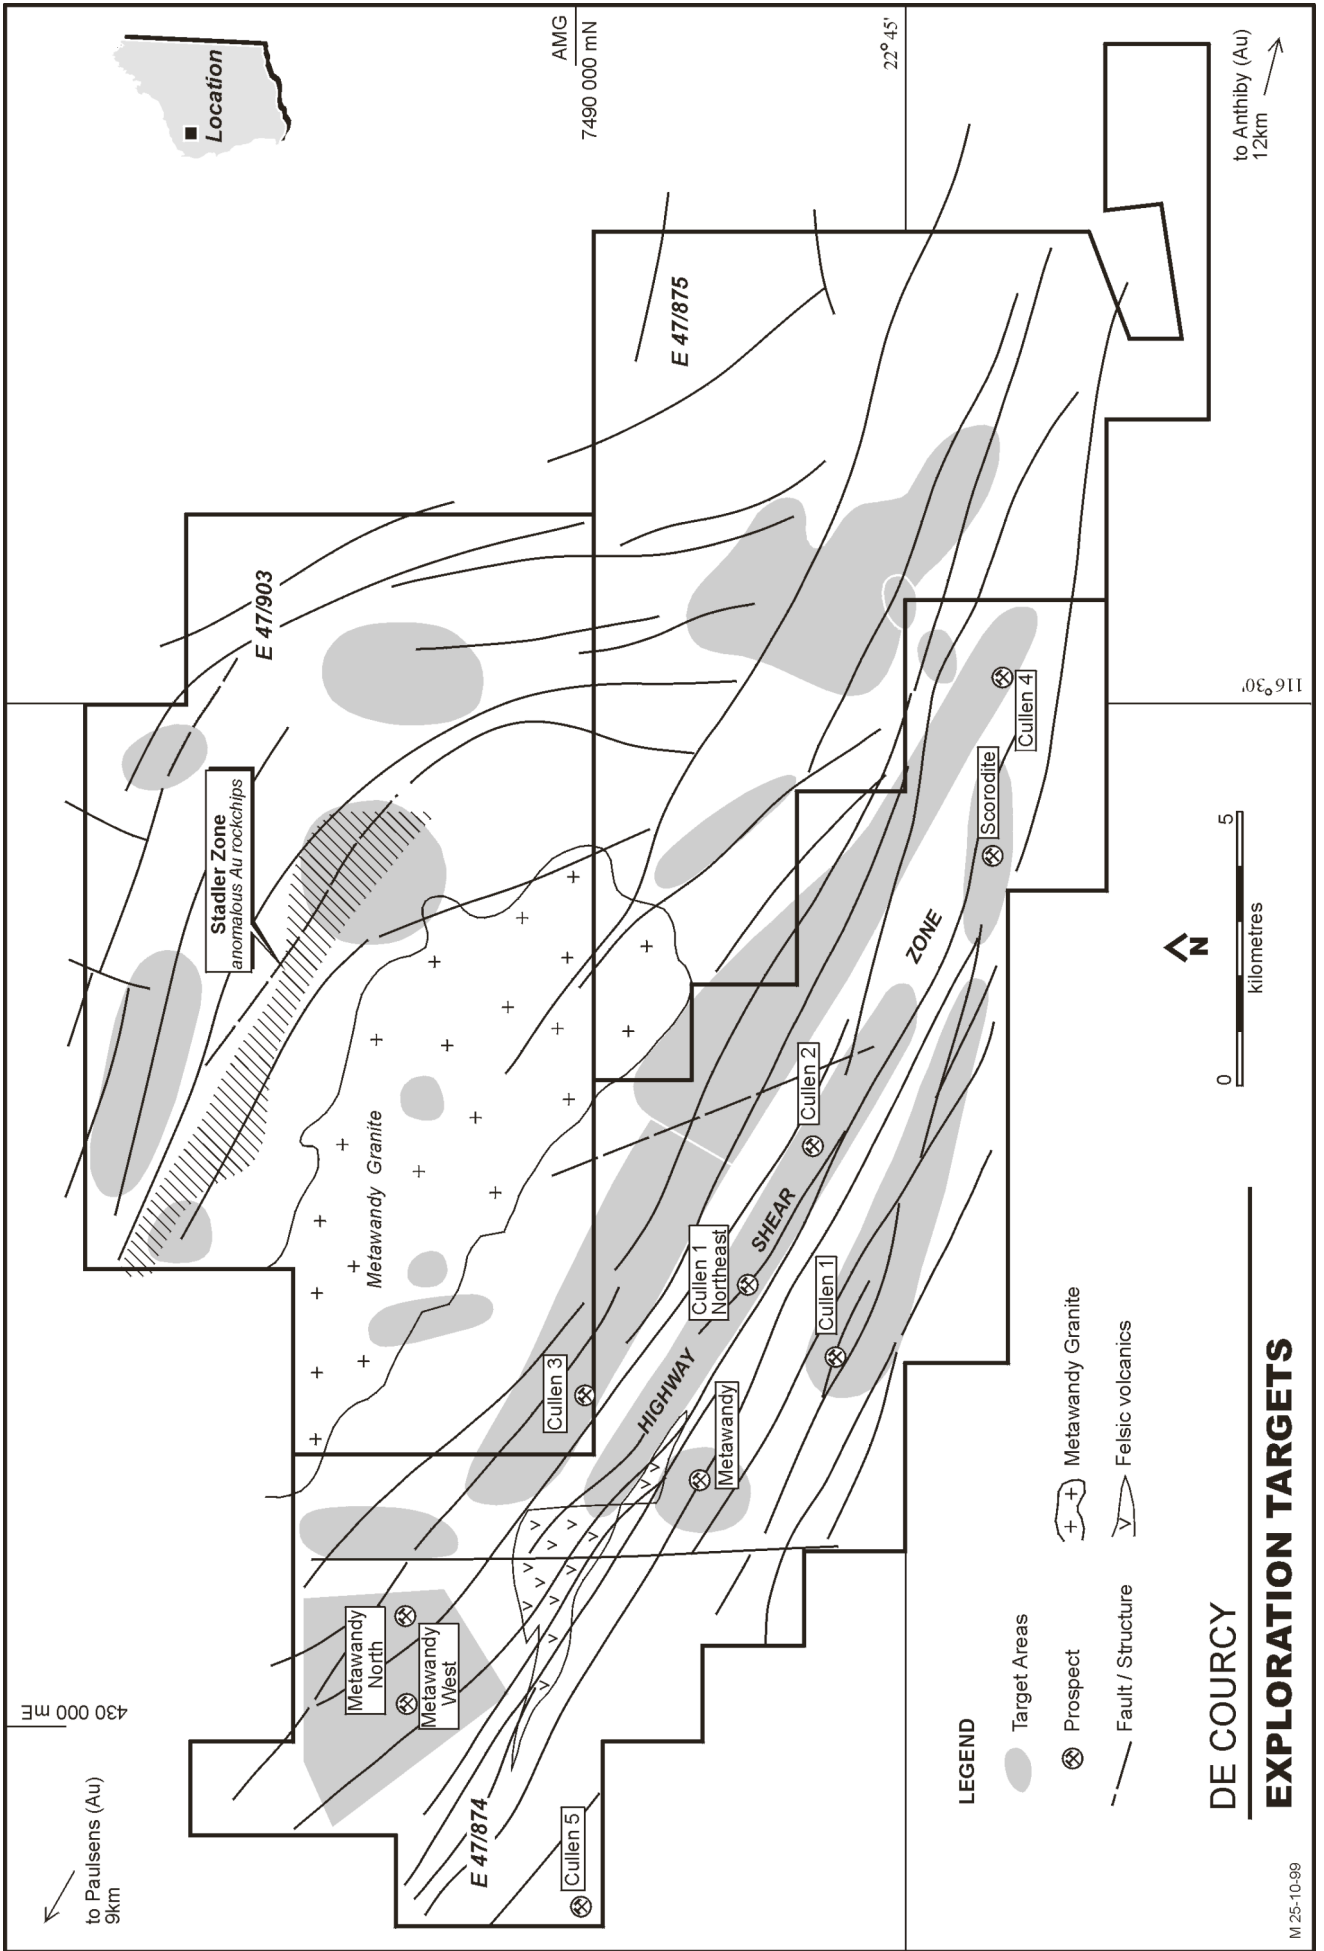 to Paulsens (Au)
9km
430 000 mE
Location
AMG
7490 000 mN
22° 45'
116° 30'
to Anthiby (Au)
12km
E 47/903
E 47/875
E 47/874
Stadler Zone
anomalous Au rockchips
Metawandy Granite
Metawandy
North
Metawandy
West
Cullen 3
Cullen 5
Metawandy
Cullen 1
Northeast
Cullen 1
Cullen 2
Scorodite
Cullen 4
HIGHWAY
SHEAR
ZONE
LEGEND
Target Areas
Prospect
Fault / Structure
Metawandy Granite
Felsic volcanics
N
0
5
kilometres
DE COURCY
EXPLORATION TARGETS
M 25-10-99